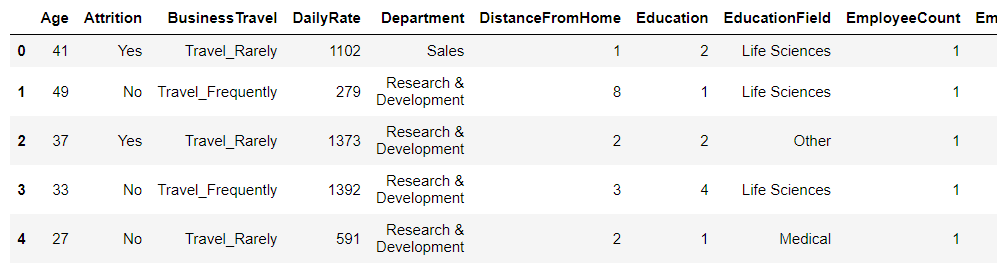 Age Attrition BusinessTravel DailyRate Department DistanceFromHome Education EducationField EmployeeCount Em
0 41 Yes Travel_Rarely 1102 Sales 1 2 Life Sciences 1
1 49 No Travel_Frequently 279 Research & Development 8 1 Life Sciences 1
2 37 Yes Travel_Rarely 1373 Research & Development 2 2 Other 1
3 33 No Travel_Frequently 1392 Research & Development 3 4 Life Sciences 1
4 27 No Travel_Rarely 591 Research & Development 2 1 Medical 1